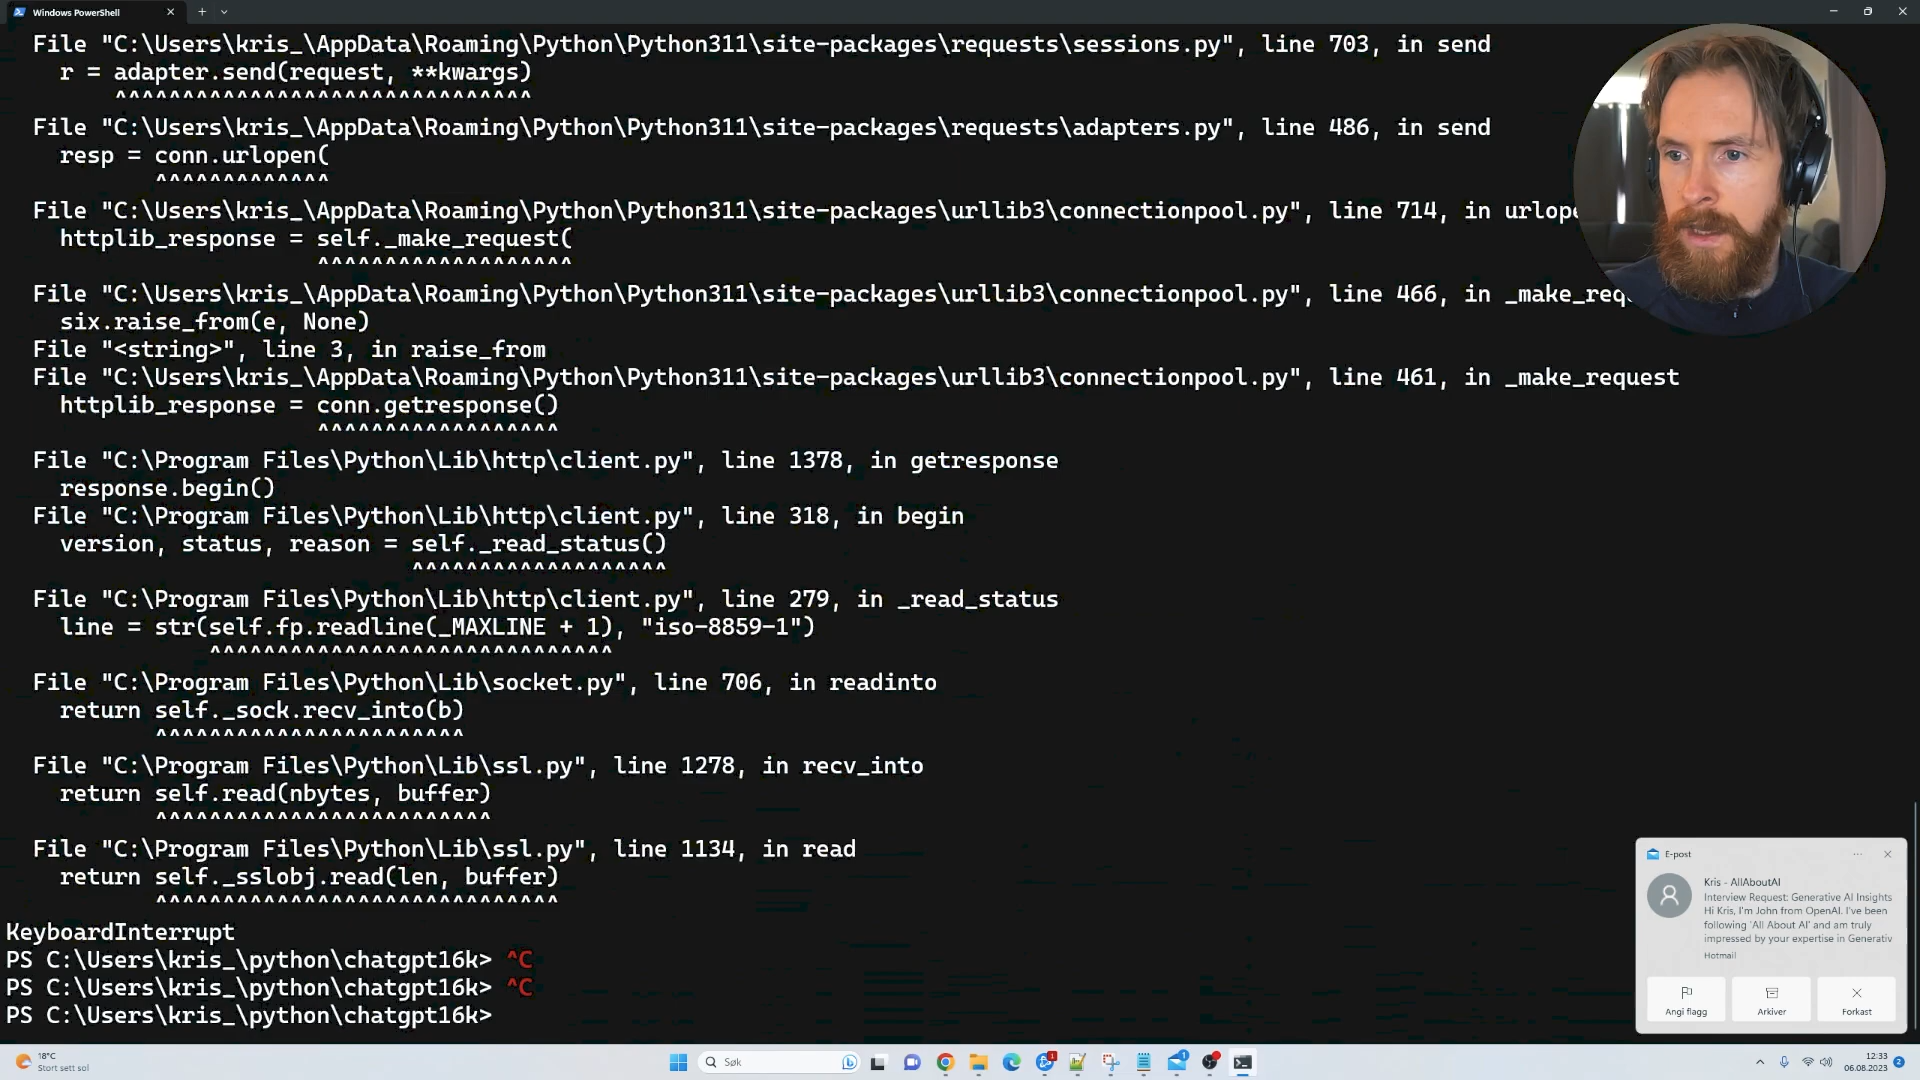 Windows PowerShell
File "C:\Users\kris_\AppData\Roaming\Python\Python311\site-packages\requests\sessions.py", line 703, in send
r = adapter.send(request, **kwargs)
^^^^^^^^^^^^^^^^^^^^^^^^^^^^^^^
File "C:\Users\kris_\AppData\Roaming\Python\Python311\site-packages\requests\adapters.py", line 486, in send
resp = conn.urlopen(
^^^^^^^^^^^^^
File "C:\Users\kris_\AppData\Roaming\Python\Python311\site-packages\urllib3\connectionpool.py", line 714, in urlope
httplib_response = self._make_request(
^^^^^^^^^^^^^^^^^^^
File "C:\Users\kris_\AppData\Roaming\Python\Python311\site-packages\urllib3\connectionpool.py", line 466, in _make_req
six.raise_from(e, None)
File "<string>", line 3, in raise_from
File "C:\Users\kris_\AppData\Roaming\Python\Python311\site-packages\urllib3\connectionpool.py", line 461, in _make_request
httplib_response = conn.getresponse()
^^^^^^^^^^^^^^^^^^
File "C:\Program Files\Python\Lib\http\client.py", line 1378, in getresponse
response.begin()
File "C:\Program Files\Python\Lib\http\client.py", line 318, in begin
version, status, reason = self._read_status()
^^^^^^^^^^^^^^^^^^^
File "C:\Program Files\Python\Lib\http\client.py", line 279, in _read_status
line = str(self.fp.readline(_MAXLINE + 1), "iso-8859-1")
^^^^^^^^^^^^^^^^^^^^^^^^^^^^^^
File "C:\Program Files\Python\Lib\socket.py", line 706, in readinto
return self._sock.recv_into(b)
^^^^^^^^^^^^^^^^^^^^^^^
File "C:\Program Files\Python\Lib\ssl.py", line 1278, in recv_into
return self.read(nbytes, buffer)
^^^^^^^^^^^^^^^^^^^^^^^^^
File "C:\Program Files\Python\Lib\ssl.py", line 1134, in read
return self._sslobj.read(len, buffer)
^^^^^^^^^^^^^^^^^^^^^^^^^^^^^^
KeyboardInterrupt
PS C:\Users\kris_\python\chatgpt16k> ^C
PS C:\Users\kris_\python\chatgpt16k> ^C
PS C:\Users\kris_\python\chatgpt16k>
E-post
Kris - AllAboutAI
Interview Request: Generative AI Insights
Hi Kris, I'm John from OpenAI. I've been
following 'All About AI' and am truly
impressed by your expertise in Generativ
Hotmail
Angi flagg
Arkiver
Forkast
18°C
Stort sett sol
Søk
1
1
12:33
06.08.2023
2